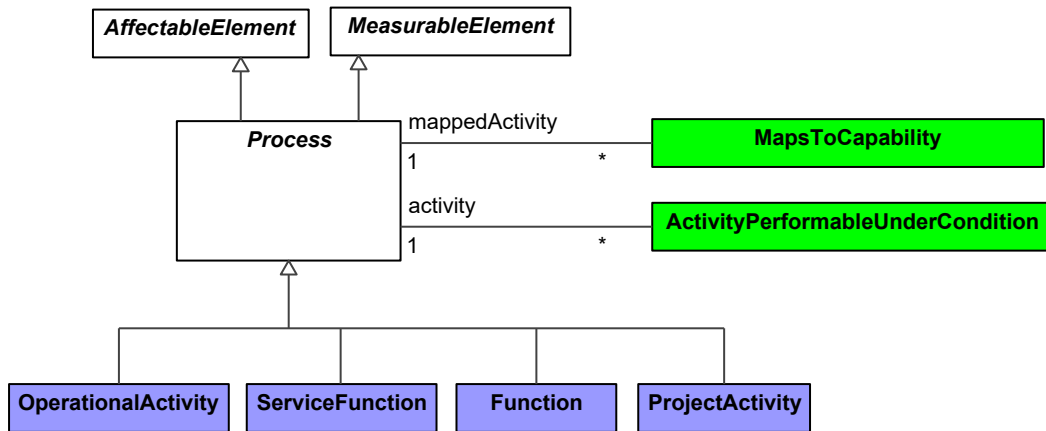 AffectableElement
MeasurableElement
Process
mappedActivity
1
*
MapsToCapability
activity
1
*
ActivityPerformableUnderCondition
OperationalActivity
ServiceFunction
Function
ProjectActivity